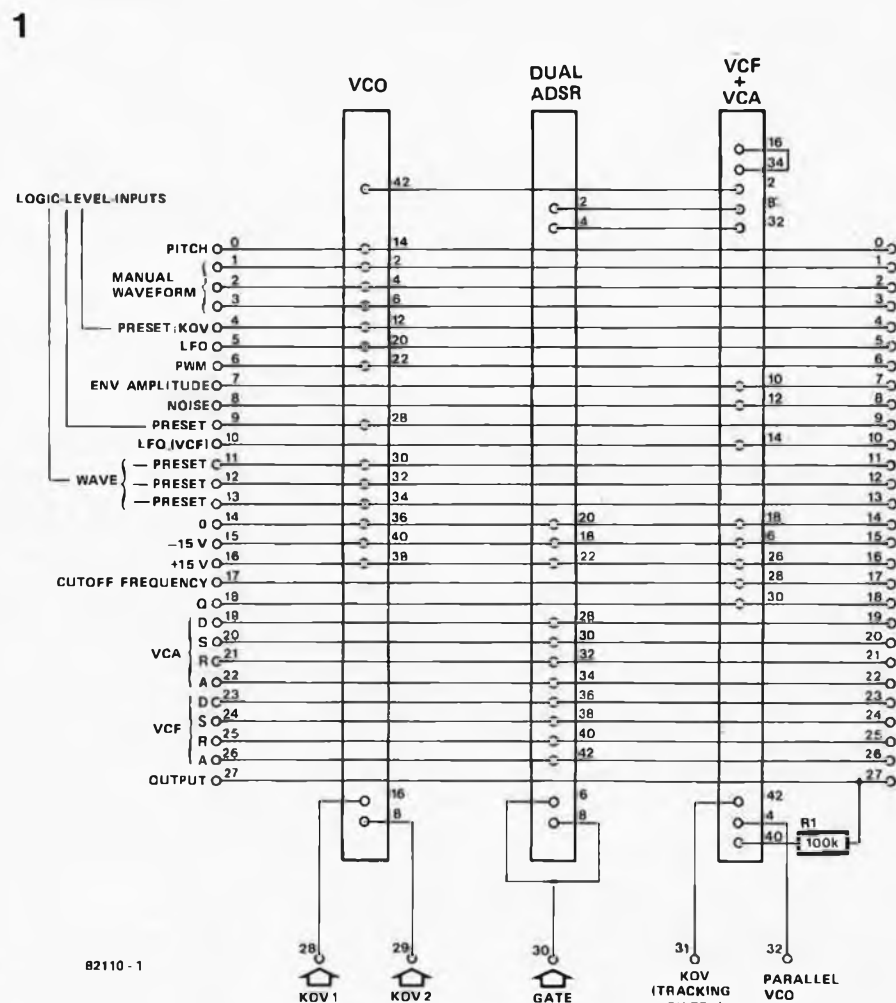 1
VCO
DUAL
ADSR
VCF
+
VCA
16
34
42 2
2 8
4 32
LOGIC LEVEL INPUTS
PITCH 0 14 0
1 2 1
MANUAL
WAVEFORM
2 4 2
3 6 3
PRESET: KOV 4 12 4
LFO 5 20 5
PWM 6 22 6
ENV AMPLITUDE 7 10 7
NOISE 8 12 8
PRESET 9 28 9
LFO (VCF) 10 14 10
PRESET 11 30 11
WAVE PRESET 12 32 12
PRESET 13 34 13
0 14 36 20 18 14
-15 V 15 40 18 6 15
+15 V 16 38 22 26 16
CUTOFF FREQUENCY 17 28 17
Q 18 30 18
D 18 28 19
VCA
S 20 30 20
R 21 32 21
A 22 34 22
D 23 36 23
VCF
S 24 38 24
R 25 40 25
A 26 42 26
OUTPUT 27 27
16 6 42
8 8 4
40
R1
100k
28 29 30 31 32
82110 - 1
KOV 1 KOV 2 GATE
KOV
(TRACKING
PARALLEL
VCO